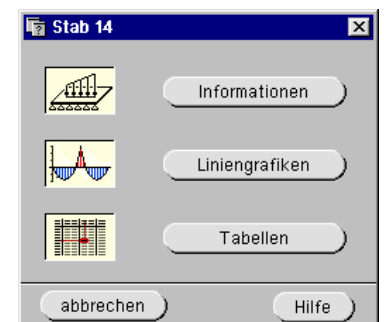 Stab 14
Informationen
Liniengrafiken
Tabellen
abbrechen
Hilfe